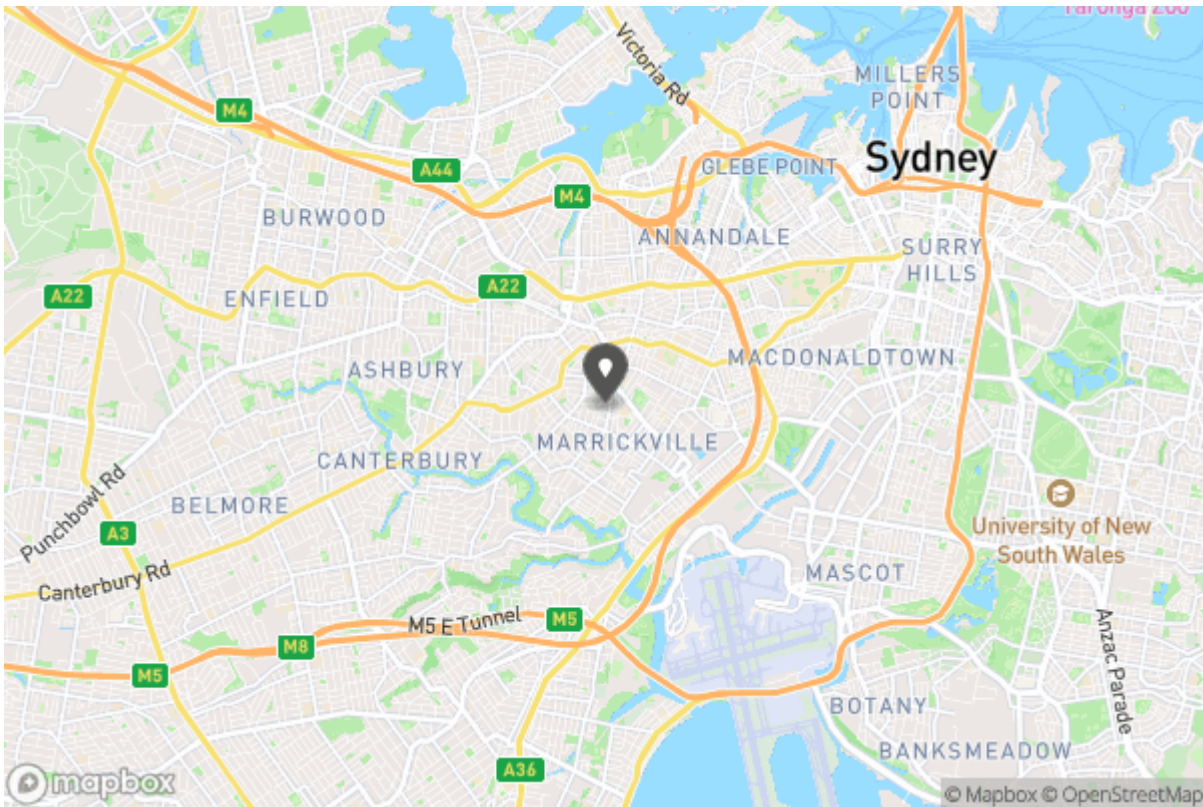 Taronga Zoo
Victoria Rd
MILLERS
POINT
M4
A44
GLEBE POINT
Sydney
M4
BURWOOD
ANNANDALE
SURRY
HILLS
A22
A22
ENFIELD
ASHBURY
MACDONALDTOWN
MARRICKVILLE
CANTERBURY
Punchbowl Rd
BELMORE
University of New
South Wales
A3
Canterbury Rd
MASCOT
M5 E Tunnel
M5
M8
M5
Anzac Parade
BOTANY
BANKSMEADOW
A36
mapbox
© Mapbox © OpenStreetMap